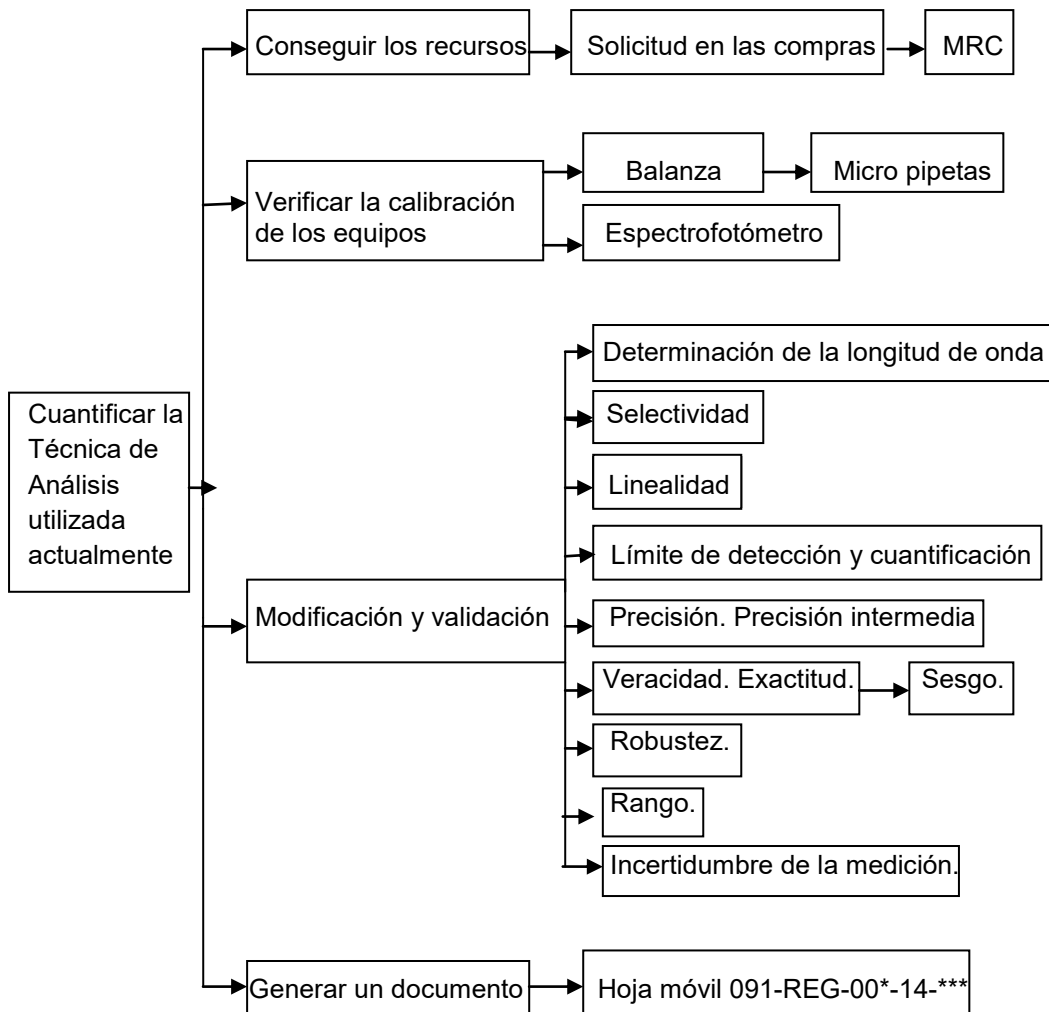 Conseguir los recursos
Solicitud en las compras
MRC
Verificar la calibración
de los equipos
Balanza
Micro pipetas
Espectrofotómetro
Cuantificar la
Técnica de
Análisis
utilizada
actualmente
Modificación y validación
Determinación de la longitud de onda
Selectividad
Linealidad
Límite de detección y cuantificación
Precisión. Precisión intermedia
Veracidad. Exactitud.
Sesgo.
Robustez.
Rango.
Incertidumbre de la medición.
Generar un documento
Hoja móvil 091-REG-00*-14-***